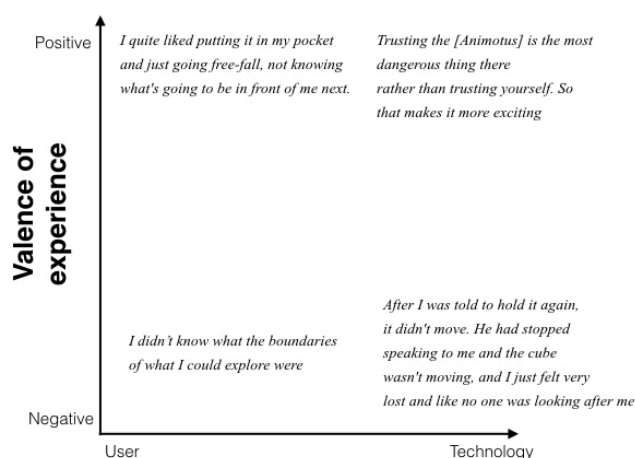 Positive
I quite liked putting it in my pocket
and just going free-fall, not knowing
what's going to be in front of me next.
Trusting the [Animotus] is the most
dangerous thing there
rather than trusting yourself. So
that makes it more exciting
Valence of
experience
I didn't know what the boundaries
of what I could explore were
After I was told to hold it again,
it didn't move. He had stopped
speaking to me and the cube
wasn't moving, and I just felt very
lost and like no one was looking after me
Negative
User
Technology